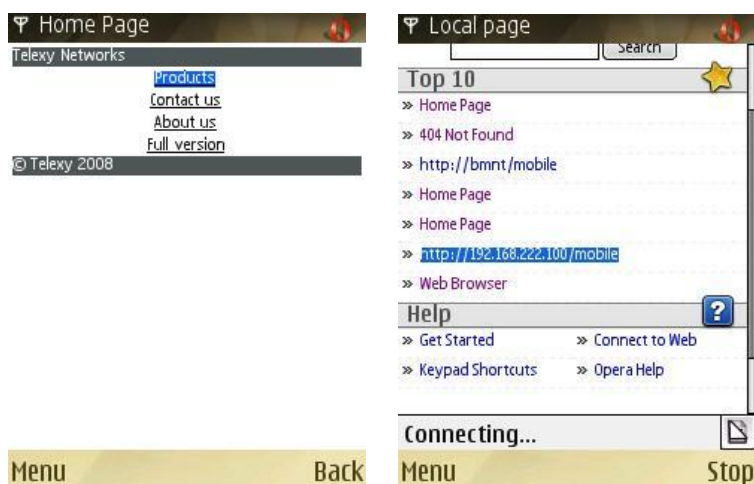 Home Page
Telexy Networks
Products
Contact us
About us
Full version
© Telexy 2008
Menu Back
Local page
Search
Top 10
» Home Page
» 404 Not Found
» http://bmnt/mobile
» Home Page
» Home Page
» http://192.168.222.100/mobile
» Web Browser
Help
?
» Get Started » Connect to Web
» Keypad Shortcuts » Opera Help
Connecting...
Menu Stop